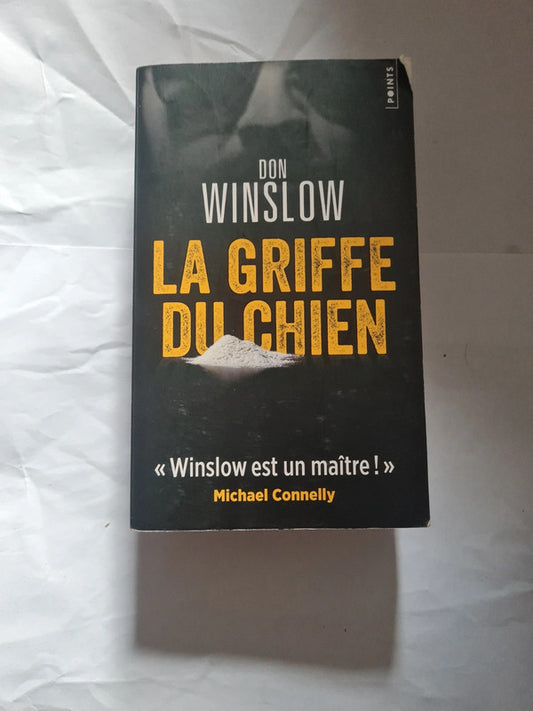 POINTS
DON
WINSLOW
LA GRIFFE
DU CHIEN
« Winslow est un maître ! »
Michael Connelly